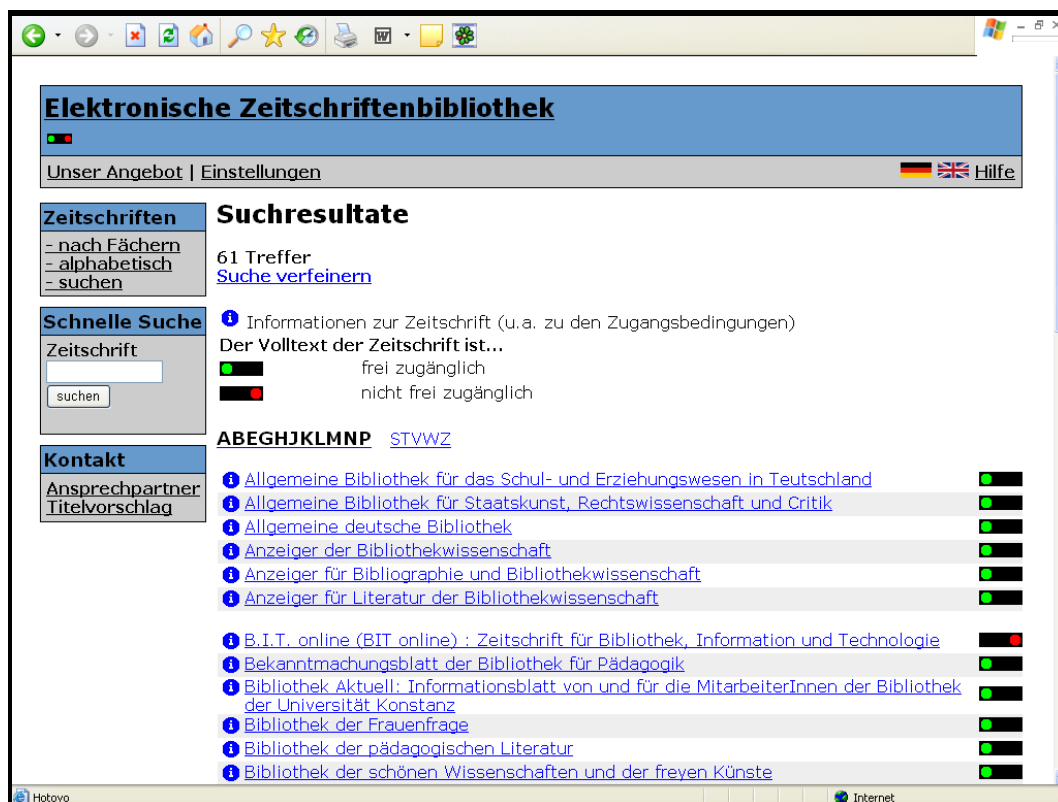 Elektronische Zeitschriftenbibliothek
Unser Angebot | Einstellungen
Hilfe
Zeitschriften
- nach Fächern
- alphabetisch
- suchen
Schnelle Suche
Zeitschrift
suchen
Kontakt
Ansprechpartner
Titelvorschlag
Suchresultate
61 Treffer
Suche verfeinern
Informationen zur Zeitschrift (u.a. zu den Zugangsbedingungen)
Der Volltext der Zeitschrift ist...
frei zugänglich
nicht frei zugänglich
ABEGHJKLMNP STVWZ
Allgemeine Bibliothek für das Schul- und Erziehungswesen in Teutschland
Allgemeine Bibliothek für Staatskunst, Rechtswissenschaft und Critik
Allgemeine deutsche Bibliothek
Anzeiger der Bibliothekwissenschaft
Anzeiger für Bibliographie und Bibliothekwissenschaft
Anzeiger für Literatur der Bibliothekwissenschaft
B.I.T. online (BIT online) : Zeitschrift für Bibliothek, Information und Technologie
Bekanntmachungsblatt der Bibliothek für Pädagogik
Bibliothek Aktuell: Informationsblatt von und für die MitarbeiterInnen der Bibliothek
der Universität Konstanz
Bibliothek der Frauenfrage
Bibliothek der pädagogischen Literatur
Bibliothek der schönen Wissenschaften und der freyen Künste
Hotovo
Internet